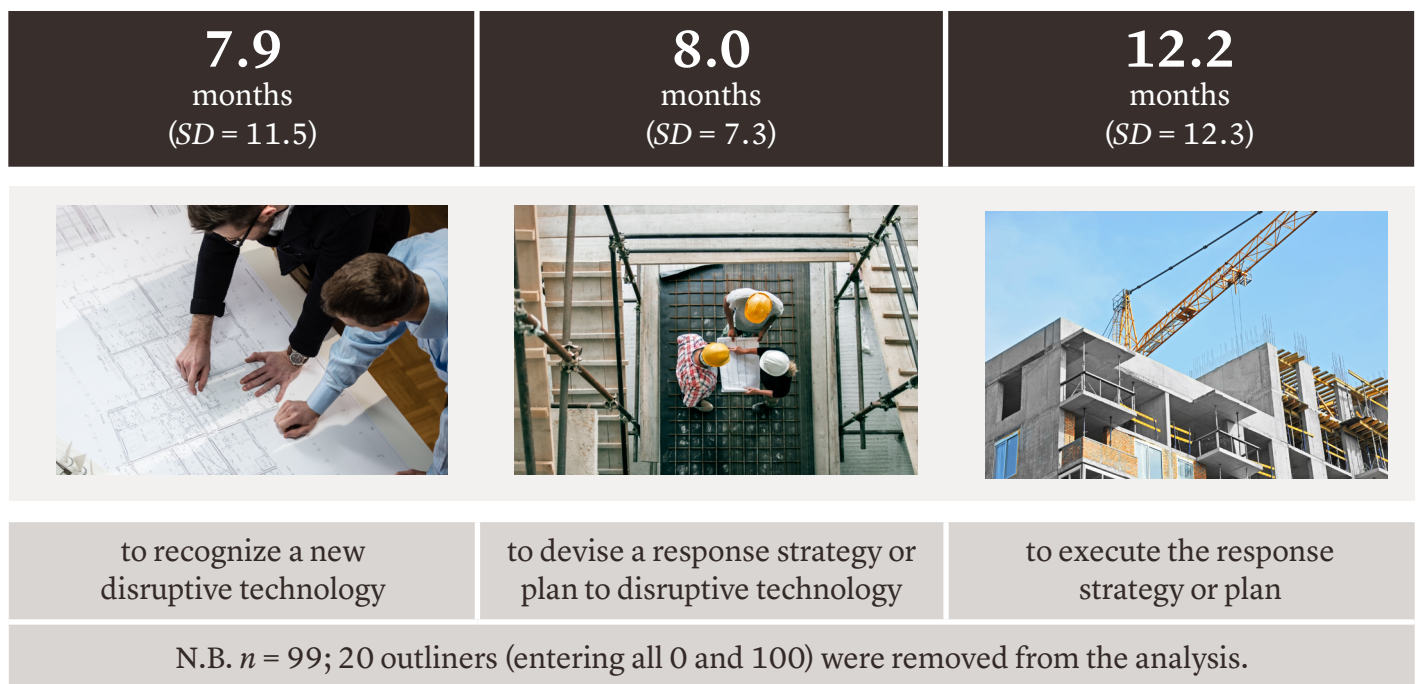 7.9
months
(SD = 11.5)
8.0
months
(SD = 7.3)
12.2
months
(SD = 12.3)
to recognize a new
disruptive technology
to devise a response strategy or
plan to disruptive technology
to execute the response
strategy or plan
N.B. n = 99; 20 outliners (entering all 0 and 100) were removed from the analysis.